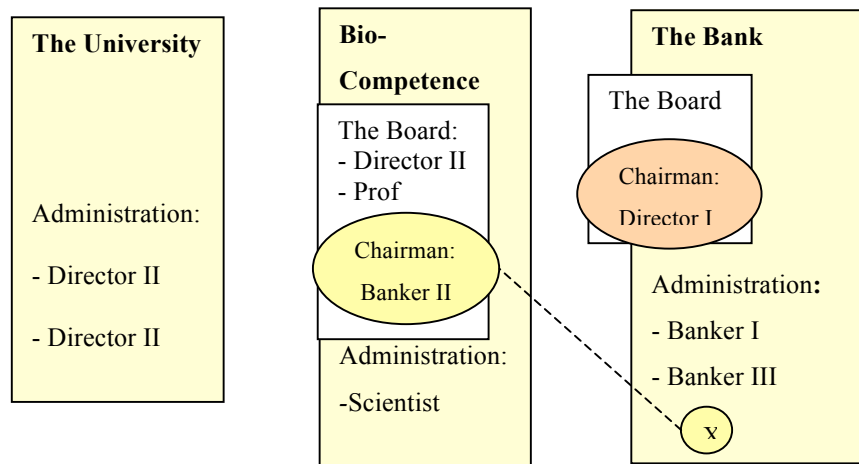 The University
Administration:
- Director II
- Director II
Bio-
Competence
The Board:
- Director II
- Prof
Chairman:
Banker II
Administration:
-Scientist
The Bank
The Board
Chairman:
Director I
Administration:
- Banker I
- Banker III
x